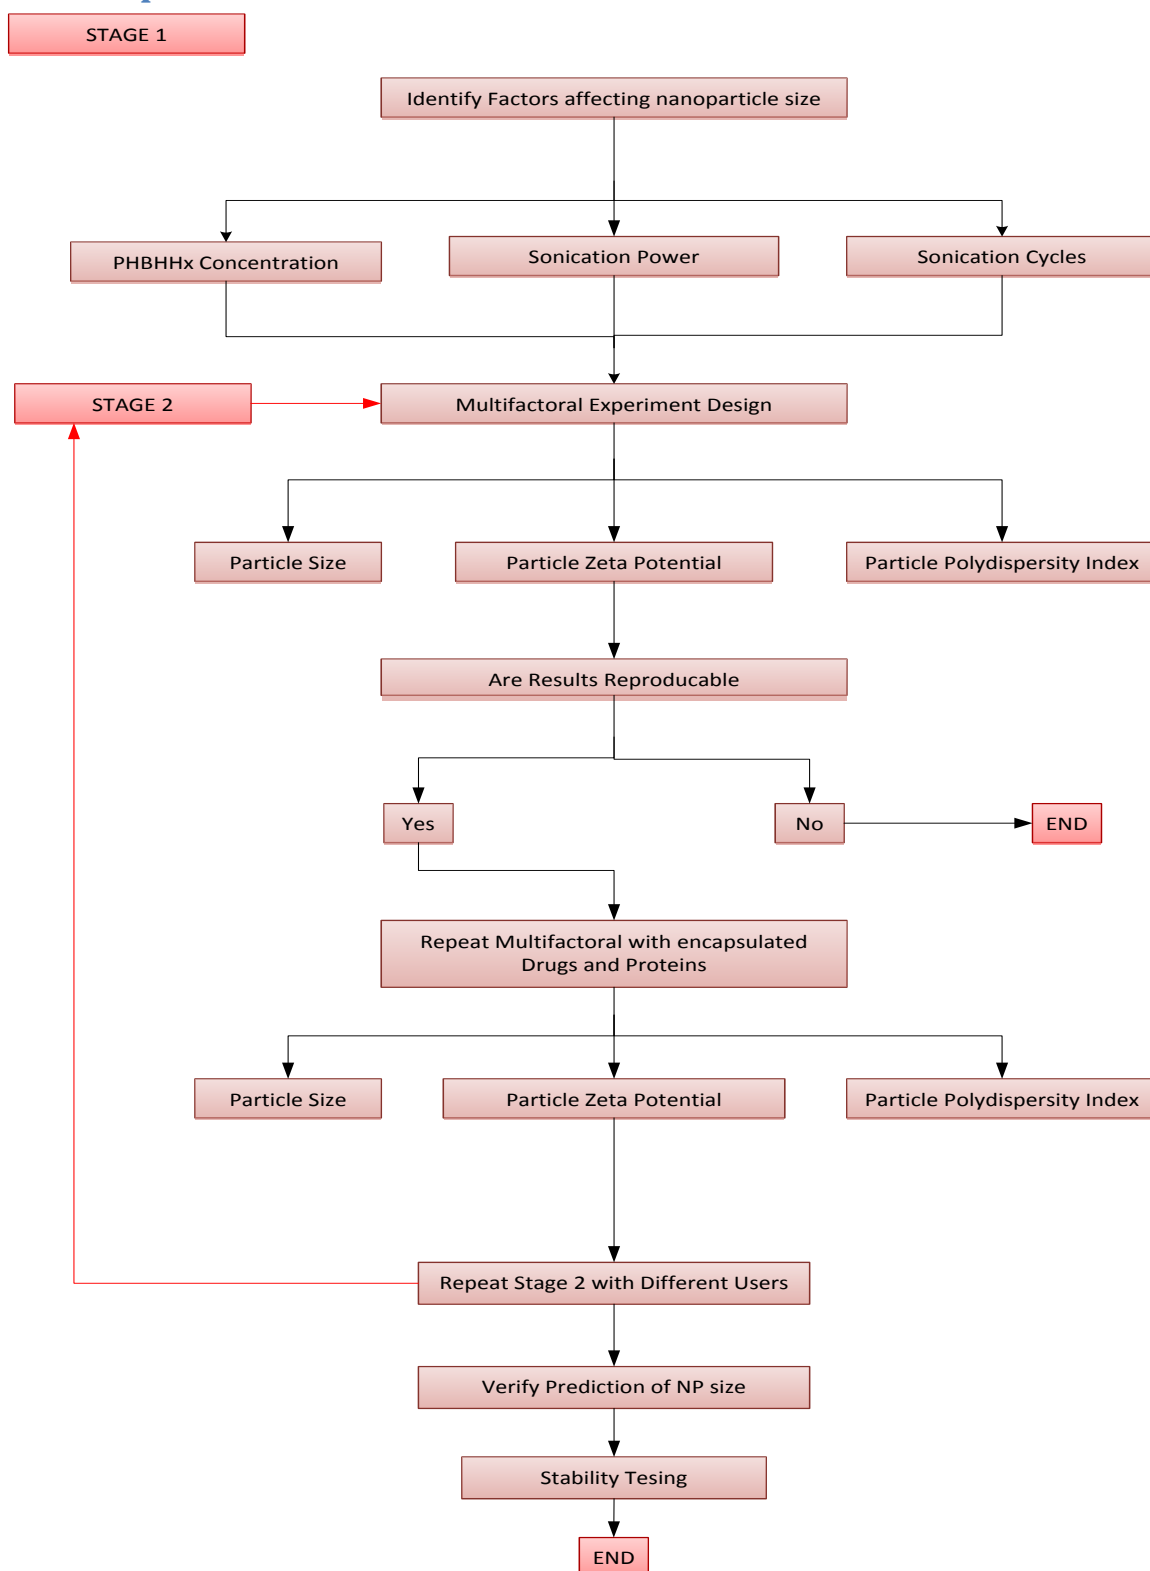 STAGE 1
Identify Factors affecting nanoparticle size
PHBHHx Concentration
Sonication Power
Sonication Cycles
STAGE 2
Multifactoral Experiment Design
Particle Size
Particle Zeta Potential
Particle Polydispersity Index
Are Results Reproducable
Yes
No
END
Repeat Multifactoral with encapsulated
Drugs and Proteins
Particle Size
Particle Zeta Potential
Particle Polydispersity Index
Repeat Stage 2 with Different Users
Verify Prediction of NP size
Stability Tesing
END